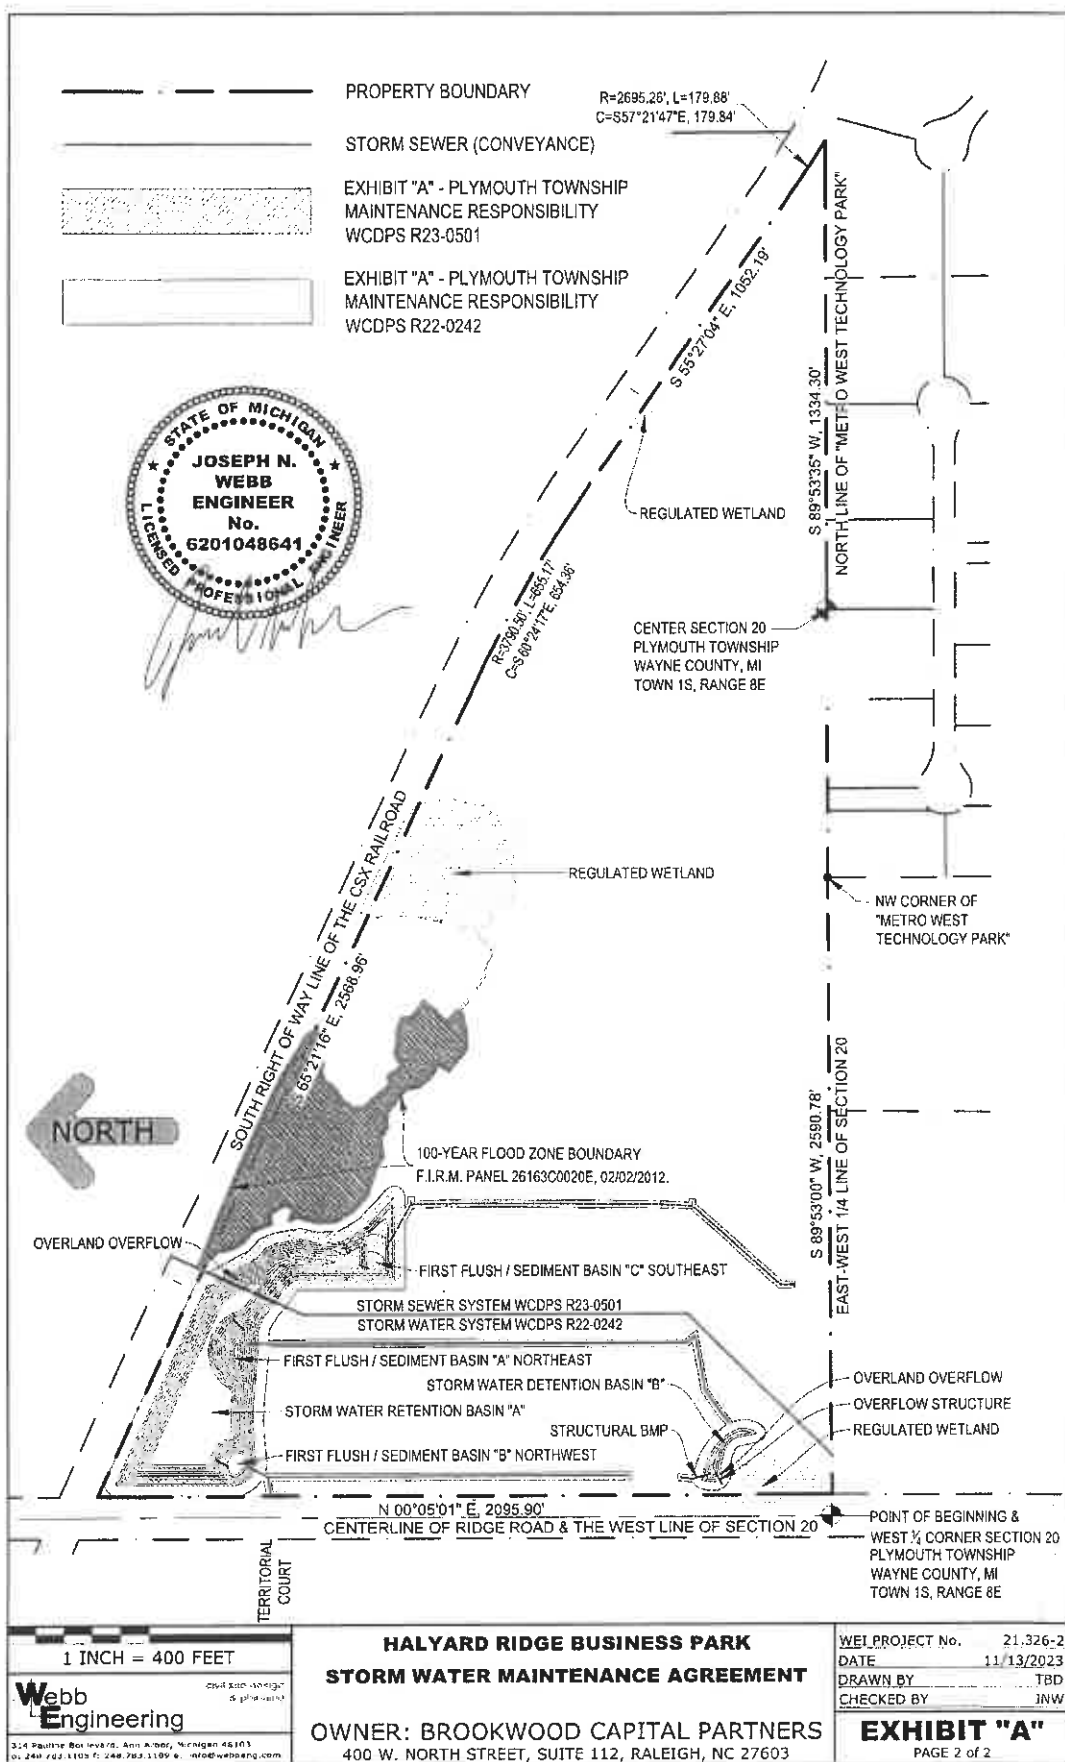 PROPERTY BOUNDARY
STORM SEWER (CONVEYANCE)
EXHIBIT "A" - PLYMOUTH TOWNSHIP
MAINTENANCE RESPONSIBILITY
WCDPS R23-0501
EXHIBIT "A" - PLYMOUTH TOWNSHIP
MAINTENANCE RESPONSIBILITY
WCDPS R22-0242
R=2695.26', L=179.88'
C=S57°21'47"E, 179.84'
STATE OF MICHIGAN
JOSEPH N.
WEBB
ENGINEER
No.
6201048641
LICENSED PROFESSIONAL ENGINEER
S 55°27'04" E, 1052.19'
S 89°53'35" W, 1334.30'
NORTH LINE OF "METRO WEST TECHNOLOGY PARK"
REGULATED WETLAND
R=3790.50', L=655.17'
C=S 60°24'17"E, 654.36'
CENTER SECTION 20
PLYMOUTH TOWNSHIP
WAYNE COUNTY, MI
TOWN 1S, RANGE 8E
REGULATED WETLAND
NW CORNER OF
"METRO WEST
TECHNOLOGY PARK"
SOUTH RIGHT OF WAY LINE OF THE CSX RAILROAD
S 65°21'16" E, 2568.96'
NORTH
100-YEAR FLOOD ZONE BOUNDARY
F.I.R.M. PANEL 26163C0020E, 02/02/2012.
S 89°53'00" W, 2590.78'
EAST-WEST 1/4 LINE OF SECTION 20
OVERLAND OVERFLOW
FIRST FLUSH / SEDIMENT BASIN "C" SOUTHEAST
STORM SEWER SYSTEM WCDPS R23-0501
STORM WATER SYSTEM WCDPS R22-0242
FIRST FLUSH / SEDIMENT BASIN "A" NORTHEAST
STORM WATER DETENTION BASIN "B"
OVERLAND OVERFLOW
STORM WATER RETENTION BASIN "A"
OVERFLOW STRUCTURE
STRUCTURAL BMP
REGULATED WETLAND
FIRST FLUSH / SEDIMENT BASIN "B" NORTHWEST
N 00°05'01" E, 2095.90'
CENTERLINE OF RIDGE ROAD & THE WEST LINE OF SECTION 20
POINT OF BEGINNING &
WEST ¼ CORNER SECTION 20
PLYMOUTH TOWNSHIP
WAYNE COUNTY, MI
TOWN 1S, RANGE 8E
TERRITORIAL
COURT
1 INCH = 400 FEET
Webb
Engineering
civil site design
& planning
HALYARD RIDGE BUSINESS PARK
STORM WATER MAINTENANCE AGREEMENT
OWNER: BROOKWOOD CAPITAL PARTNERS
400 W. NORTH STREET, SUITE 112, RALEIGH, NC 27603
WEI PROJECT No. 21.326-2
DATE 11/13/2023
DRAWN BY TBD
CHECKED BY JNW
EXHIBIT "A"
PAGE 2 of 2